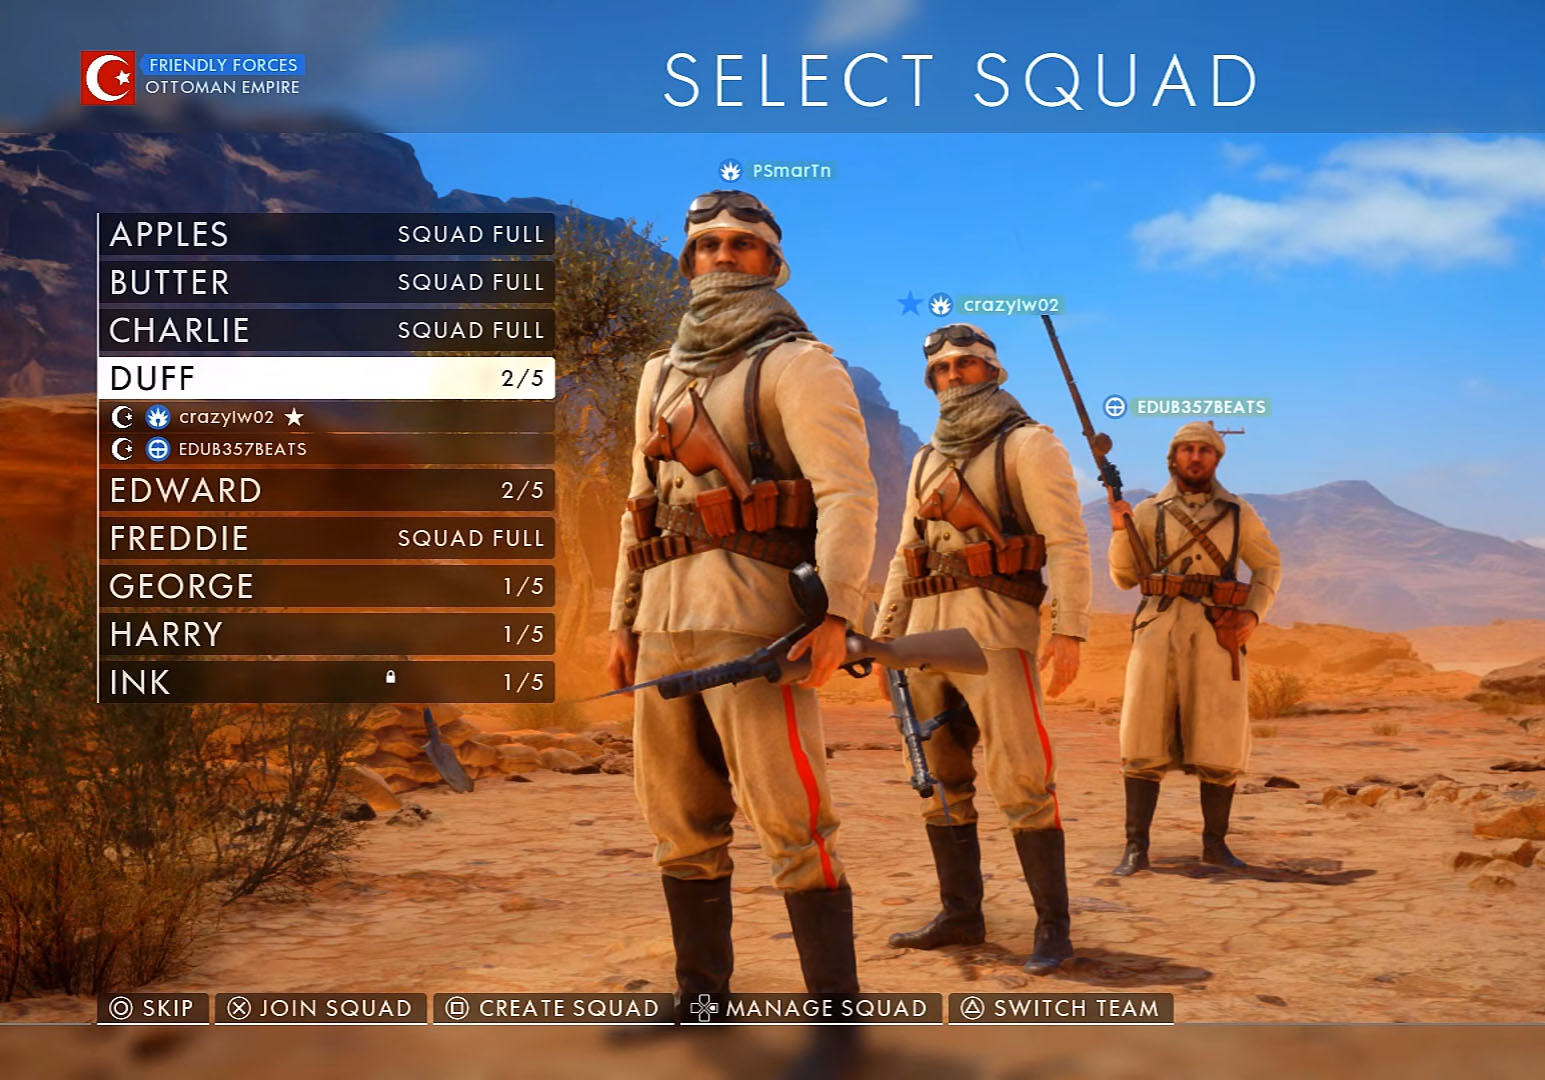 FRIENDLY FORCES
OTTOMAN EMPIRE
SELECT SQUAD
PSmarTn
crazylw02
EDUB357BEATS
APPLES SQUAD FULL
BUTTER SQUAD FULL
CHARLIE SQUAD FULL
DUFF 2/5
crazylw02
EDUB357BEATS
EDWARD 2/5
FREDDIE SQUAD FULL
GEORGE 1/5
HARRY 1/5
INK 1/5
SKIP JOIN SQUAD CREATE SQUAD MANAGE SQUAD SWITCH TEAM